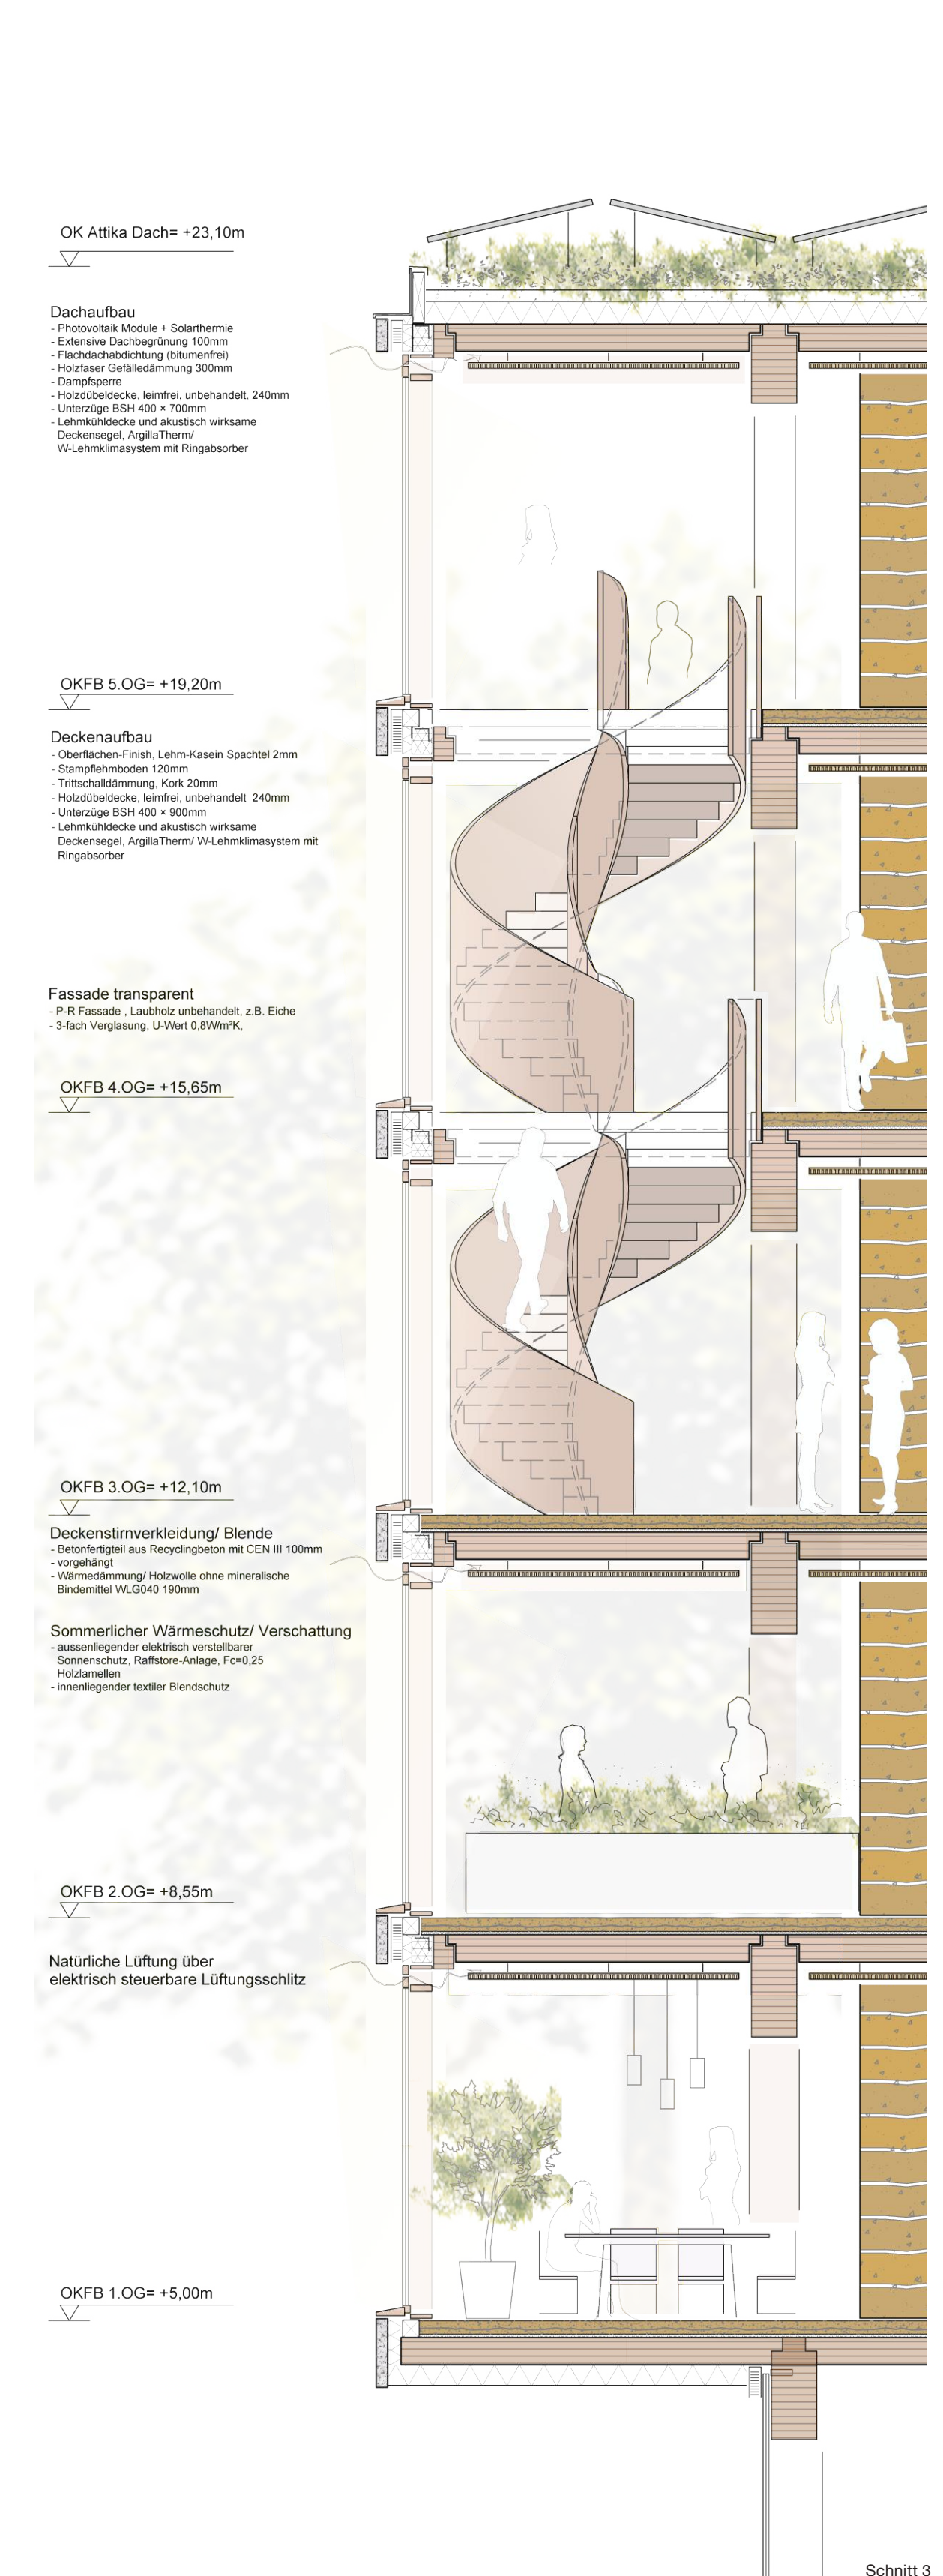 OK Attika Dach= +23,10m
Dachaufbau
- Photovoltaik Module + Solarthermie
- Extensive Dachbegrünung 100mm
- Flachdachabdichtung (bitumenfrei)
- Holzfaser Gefälledämmung 300mm
- Dampfsperre
- Holzdübeldecke, leimfrei, unbehandelt, 240mm
- Unterzüge BSH 400 × 700mm
- Lehmkühldecke und akustisch wirksame
Deckensegel, ArgillaTherm/
W-Lehmklimasystem mit Ringabsorber
OKFB 5.OG= +19,20m
Deckenaufbau
- Oberflächen-Finish, Lehm-Kasein Spachtel 2mm
- Stampflehmboden 120mm
- Trittschalldämmung, Kork 20mm
- Holzdübeldecke, leimfrei, unbehandelt 240mm
- Unterzüge BSH 400 × 900mm
- Lehmkühldecke und akustisch wirksame
Deckensegel, ArgillaTherm/ W-Lehmklimasystem mit
Ringabsorber
Fassade transparent
- P-R Fassade , Laubholz unbehandelt, z.B. Eiche
- 3-fach Verglasung, U-Wert 0,8W/m²K,
OKFB 4.OG= +15,65m
OKFB 3.OG= +12,10m
Deckenstirnverkleidung/ Blende
- Betonfertigteil aus Recyclingbeton mit CEN III 100mm
- vorgehängt
- Wärmedämmung/ Holzwolle ohne mineralische
Bindemittel WLG040 190mm
Sommerlicher Wärmeschutz/ Verschattung
- aussenliegender elektrisch verstellbarer
Sonnenschutz, Raffstore-Anlage, Fc=0,25
Holzlamellen
- innenliegender textiler Blendschutz
OKFB 2.OG= +8,55m
Natürliche Lüftung über
elektrisch steuerbare Lüftungsschlitz
OKFB 1.OG= +5,00m
Schnitt 3